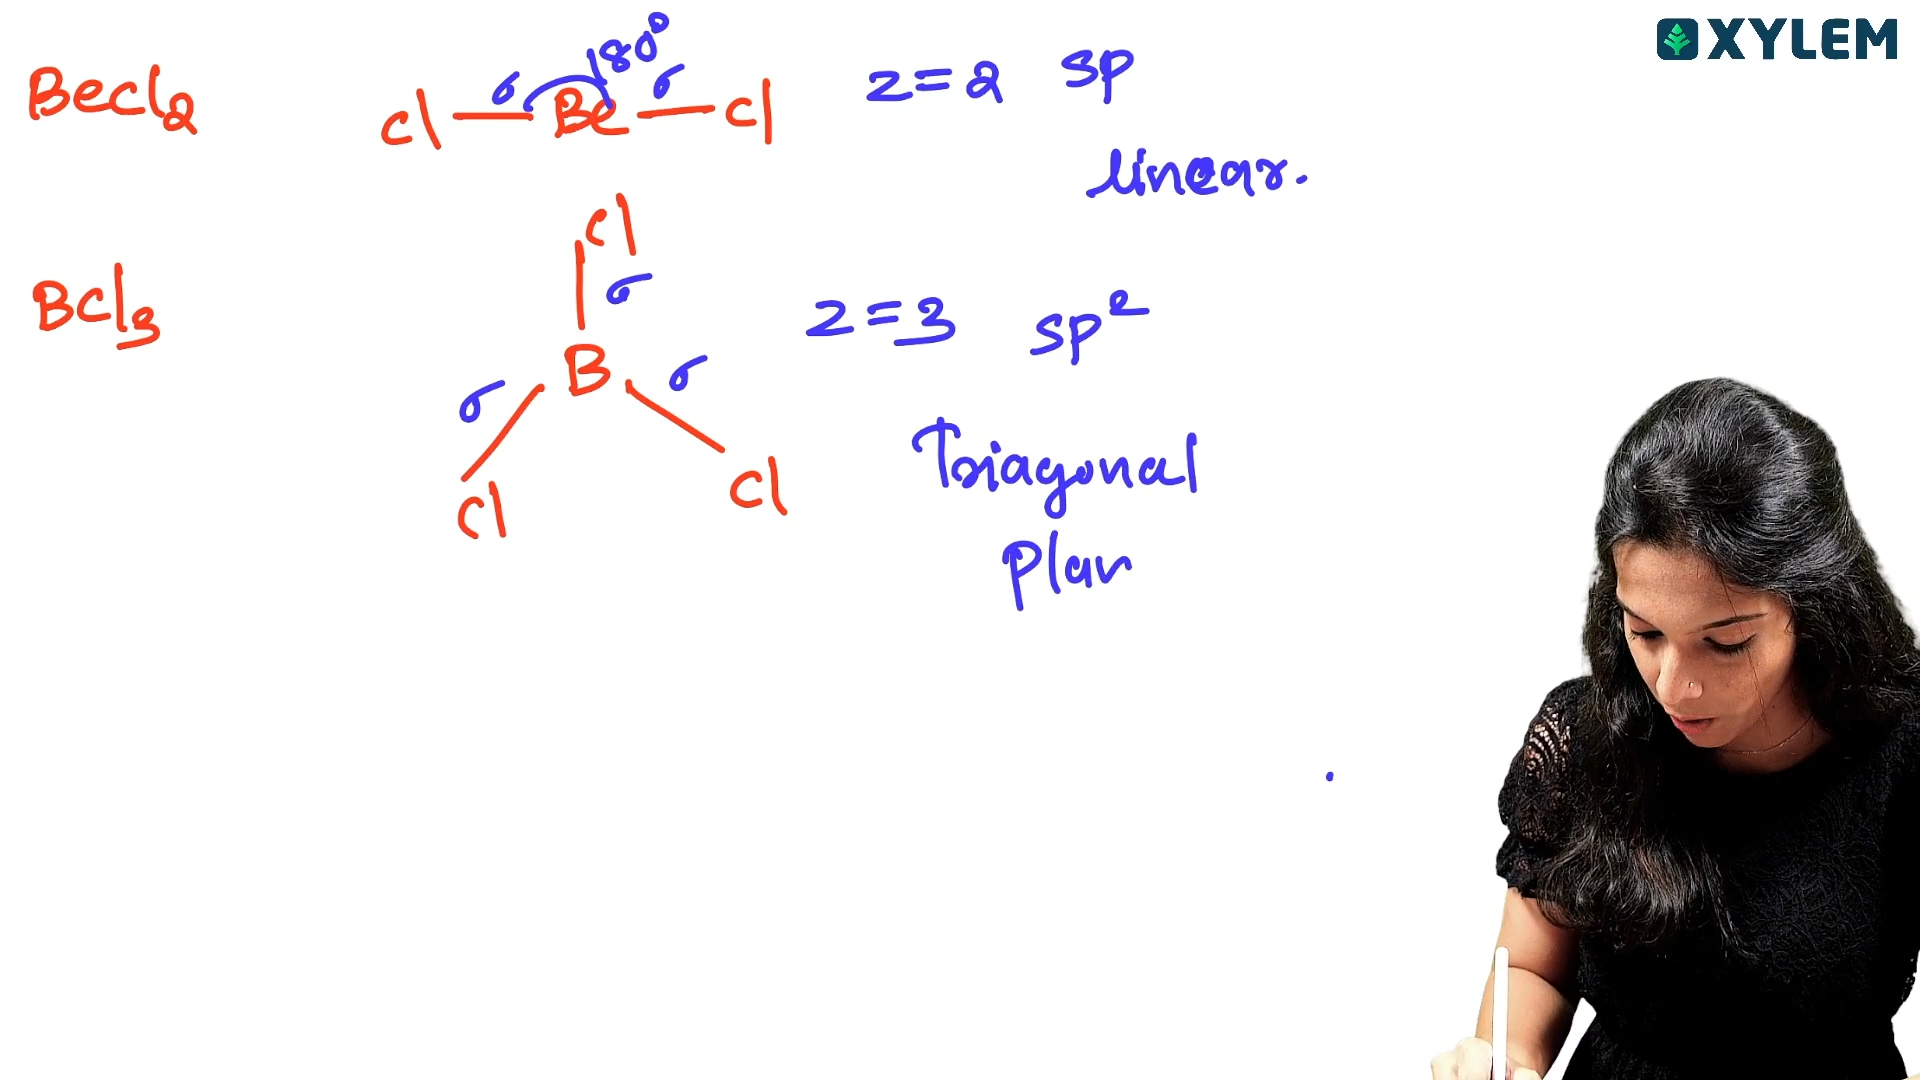 XYLEM
BeCl2
Cl — Be — Cl
σ σ
180°
z=2 sp
linear.
BCl3
Cl
σ
B
σ σ
Cl Cl
z=3 sp²
Triagonal
Plan